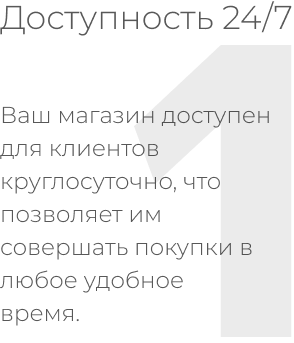 Доступность 24/7
1
Ваш магазин доступен
для клиентов
круглосуточно, что
позволяет им
совершать покупки в
любое удобное
время.